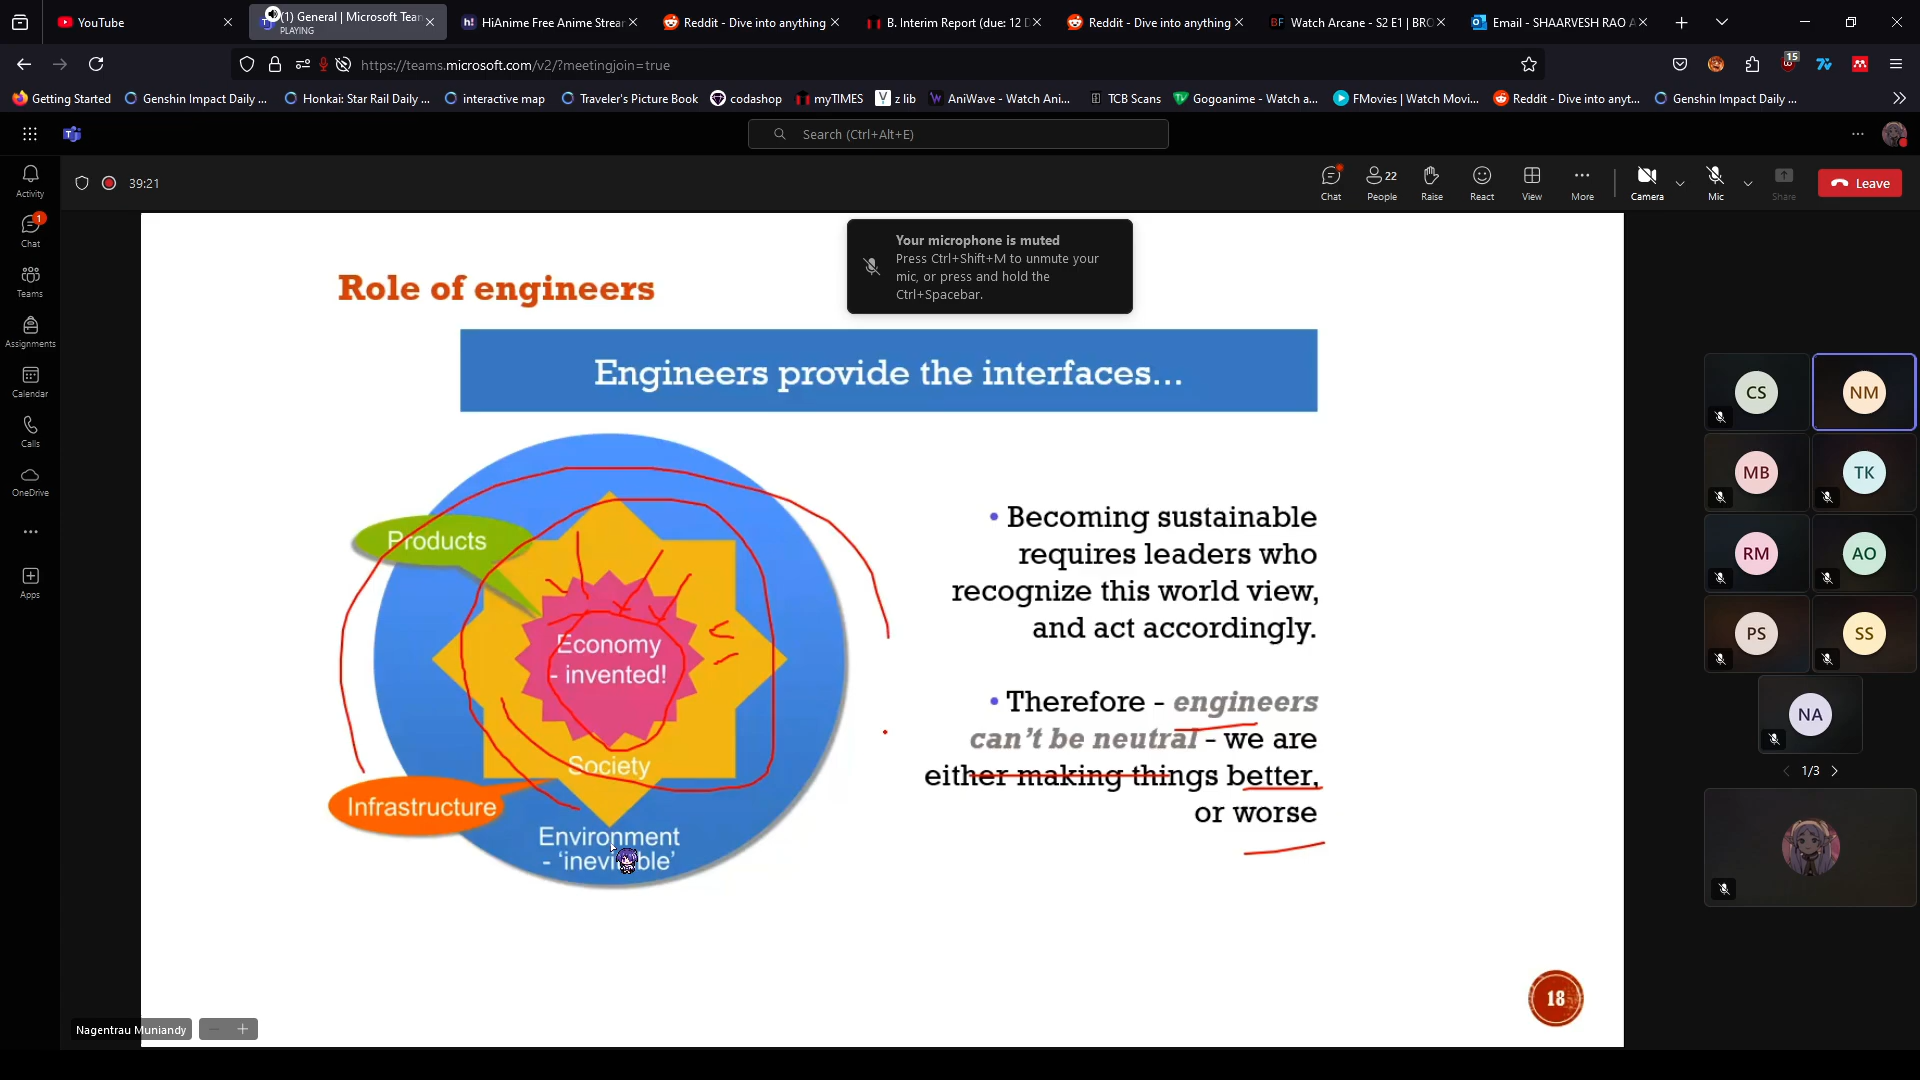 YouTube
(1) General | Microsoft Tean
PLAYING
HiAnime Free Anime Strear
Reddit - Dive into anything
B. Interim Report (due: 12 D
Reddit - Dive into anything
Watch Arcane - S2 E1 | BRO
Email - SHAARVESH RAO A
https://teams.microsoft.com/v2/?meetingjoin=true
15
Getting Started
Genshin Impact Daily ...
Honkai: Star Rail Daily ...
interactive map
Traveler's Picture Book
codashop
myTIMES
z lib
AniWave - Watch Ani...
TCB Scans
Gogoanime - Watch a...
FMovies | Watch Movi...
Reddit - Dive into anyt...
Genshin Impact Daily ...
Search (Ctrl+Alt+E)
39:21
Chat
22
People
Raise
React
View
More
Camera
Mic
Share
Leave
Activity
1
Chat
Teams
Assignments
Calendar
Calls
OneDrive
Apps
Your microphone is muted
Press Ctrl+Shift+M to unmute your
mic, or press and hold the
Ctrl+Spacebar.
Role of engineers
Engineers provide the interfaces...
Products
Economy
- invented!
Society
Infrastructure
Environment
• Becoming sustainable
requires leaders who
recognize this world view,
and act accordingly.
• Therefore - engineers
can't be neutral - we are
either making things better,
or worse
18
Nagentrau Muniandy
CS
NM
MB
TK
RM
AO
PS
SS
NA
1/3